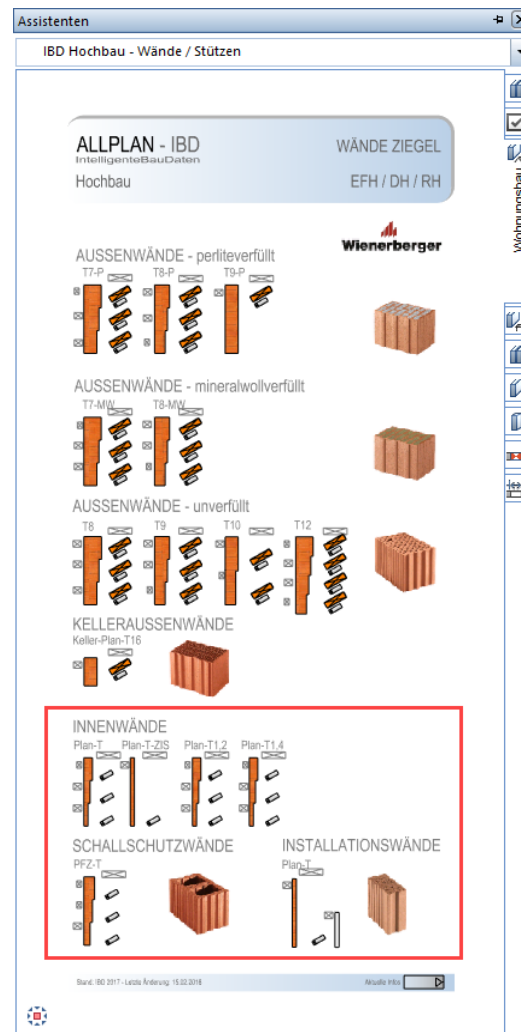 Assistenten
IBD Hochbau - Wände / Stützen
ALLPLAN - IBD
IntelligenteBauDaten
Hochbau
WÄNDE ZIEGEL
EFH / DH / RH
Wienerberger
AUSSENWÄNDE - perliteverfüllt
T7-P T8-P T9-P
AUSSENWÄNDE - mineralwollverfüllt
T7-MW T8-MW
AUSSENWÄNDE - unverfüllt
T8 T9 T10 T12
KELLERAUSSENWÄNDE
Keller-Plan-T16
INNENWÄNDE
Plan-T Plan-T-ZIS Plan-T1,2 Plan-T1,4
SCHALLSCHUTZWÄNDE
PFZ-T
INSTALLATIONSWÄNDE
Plan-T
Stand: IBD 2017 - Letzte Änderung: 15.02.2018
Aktuelle Infos
Wohnungsbau